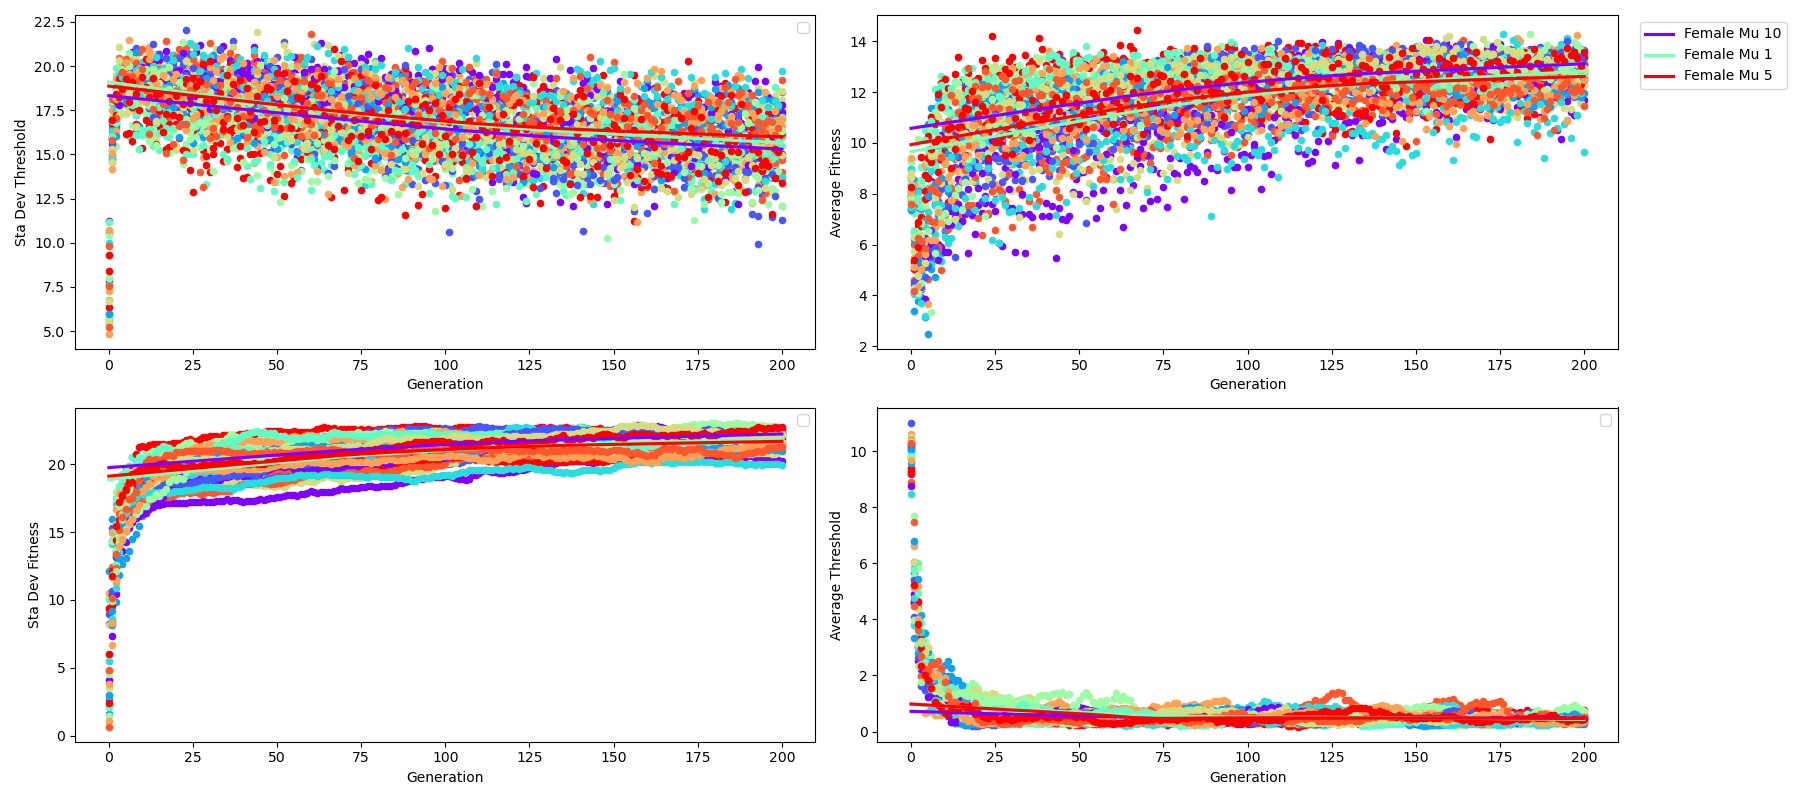 22.5
20.0
17.5
15.0
12.5
10.0
7.5
5.0
Sta Dev Threshold
0 25 50 75 100 125 150 175 200
Generation
14
12
10
8
6
4
2
Average Fitness
0 25 50 75 100 125 150 175 200
Generation
Female Mu 10
Female Mu 1
Female Mu 5
20
15
10
5
0
Sta Dev Fitness
0 25 50 75 100 125 150 175 200
Generation
10
8
6
4
2
0
Average Threshold
0 25 50 75 100 125 150 175 200
Generation